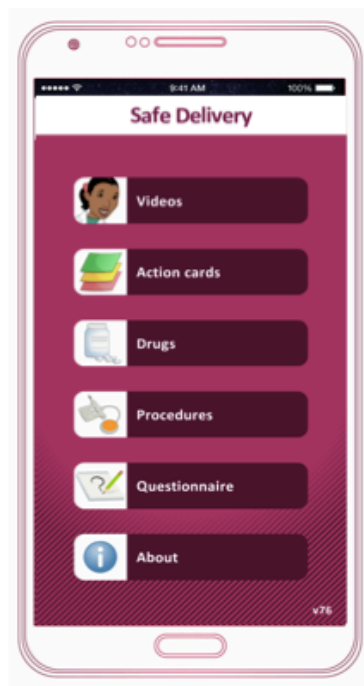 9:41 AM 100%
Safe Delivery
Videos
Action cards
Drugs
Procedures
Questionnaire
About
v76